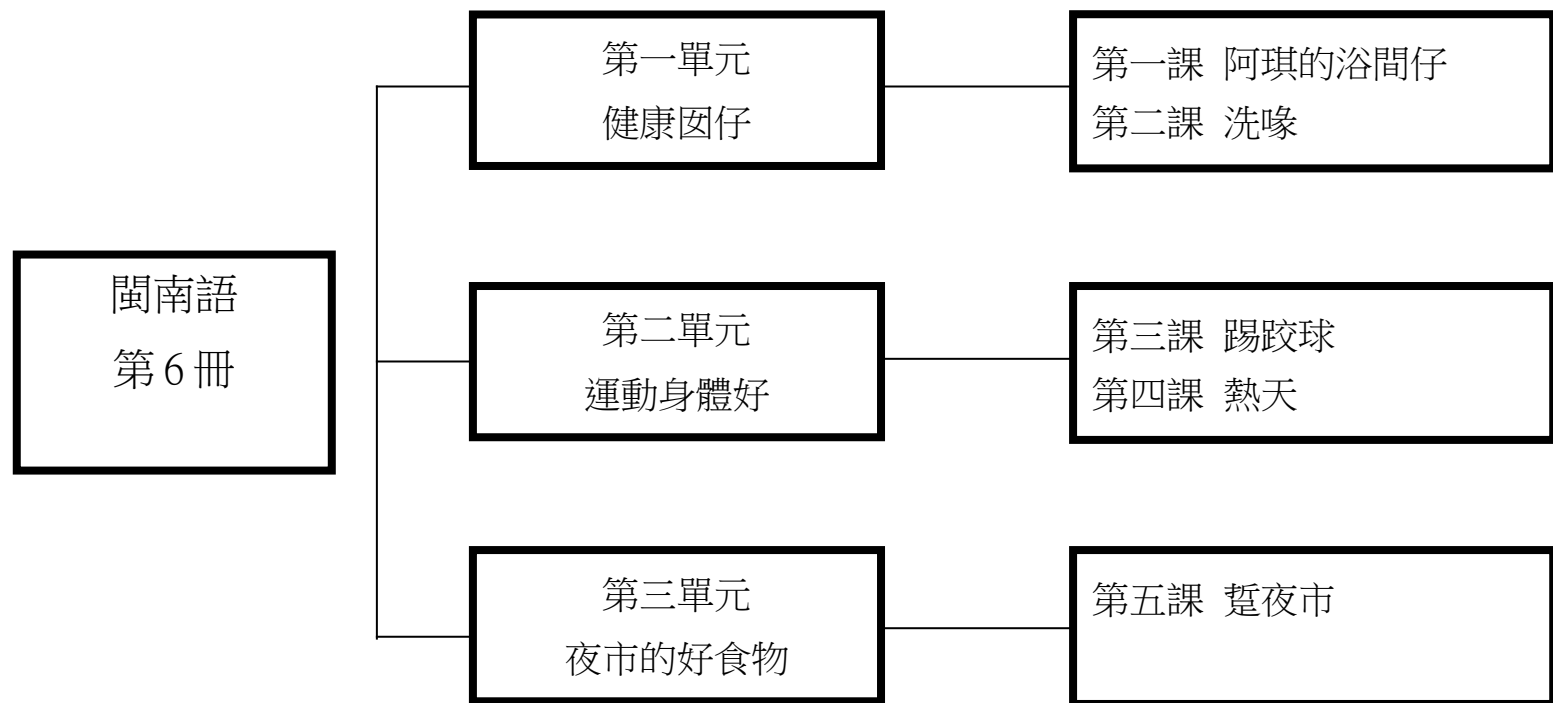 閩南語
第6冊
第一單元
健康囡仔
第一課 阿琪的浴間仔
第二課 洗喙
第二單元
運動身體好
第三課 踢跤球
第四課 熱天
第三單元
夜市的好食物
第五課 踅夜市